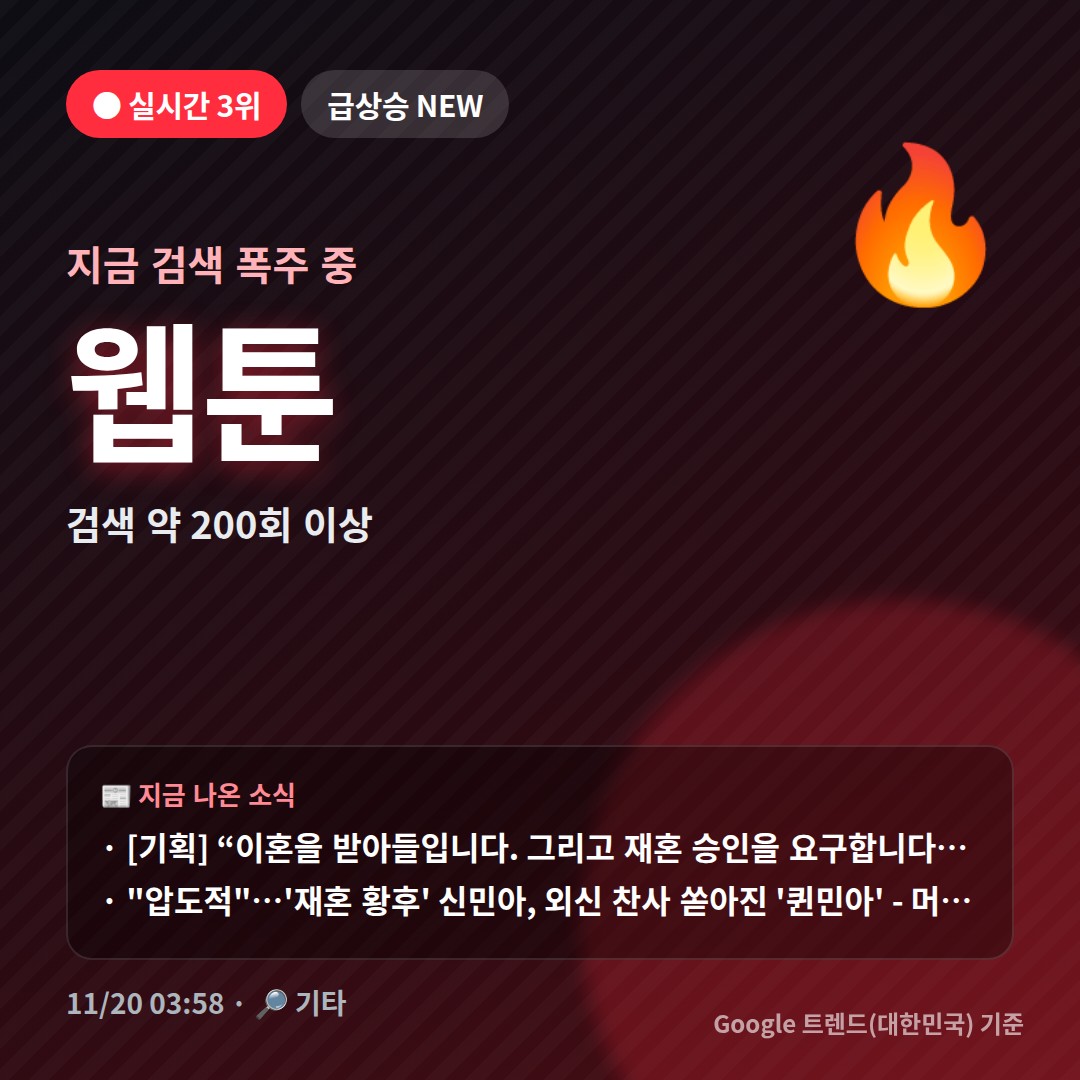 실시간 3위
급상승 NEW
지금 검색 폭주 중
웹툰
검색 약 200회 이상
지금 나온 소식
· [기획] “이혼을 받아들입니다. 그리고 재혼 승인을 요구합니다…
· "압도적"…'재혼 황후' 신민아, 외신 찬사 쏟아진 '퀸민아' - 머…
11/20 03:58 · 기타
Google 트렌드(대한민국) 기준